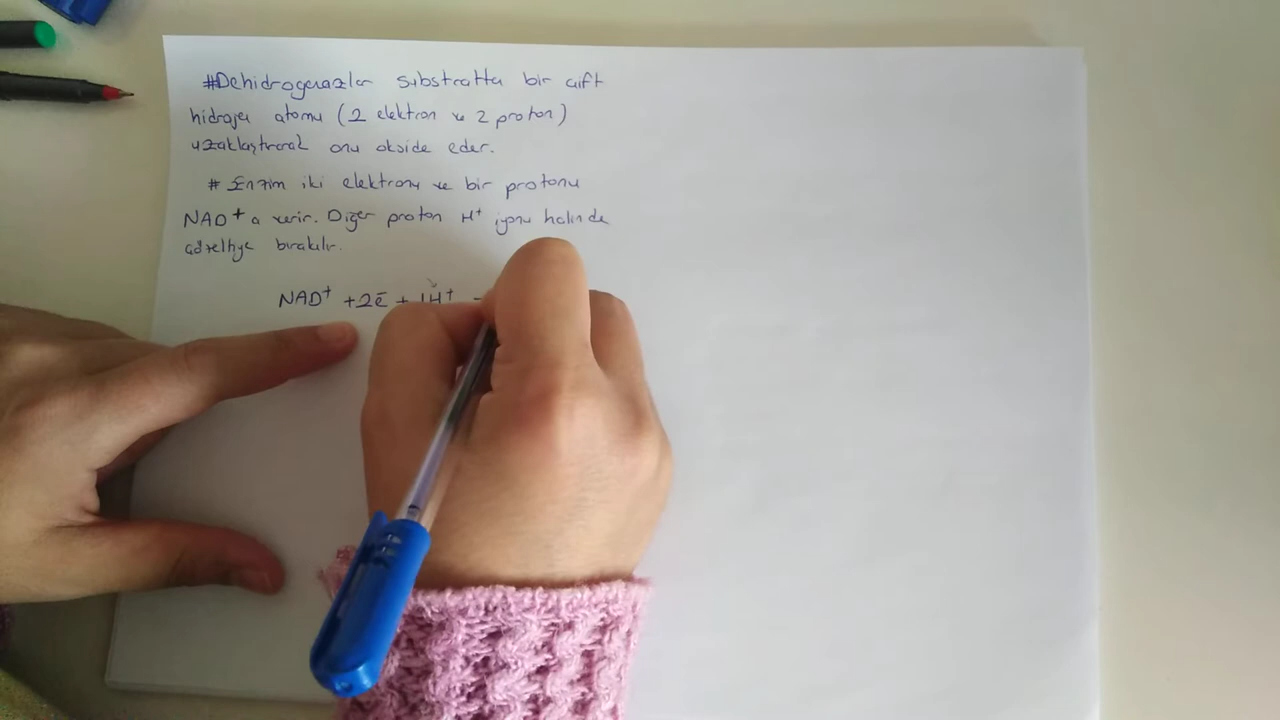 #Dehidrogenazlar substratta bir çift
hidrojen atomu (2 elektron ve 2 proton)
uzaklaştırarak onu okside eder.
# Enzim iki elektronu ve bir protonu
NAD⁺ a verir. Diğer proton H⁺ iyonu halinde
çözeltiye bırakılır.
NAD⁺ +2e⁻ + 1H⁺